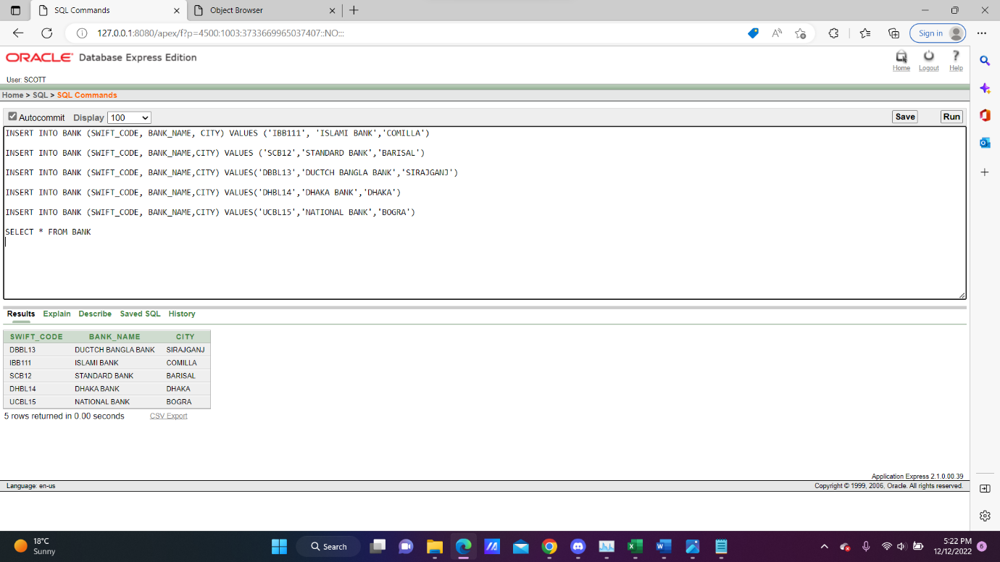 SQL Commands
Object Browser
127.0.0.1:8080/apex/f?p=4500:1003:3733669965037407::NO:::
Sign in
ORACLE Database Express Edition
Home Logout Help
User: SCOTT
Home > SQL > SQL Commands
Autocommit Display 100 Save Run
INSERT INTO BANK (SWIFT_CODE, BANK_NAME, CITY) VALUES ('IBB111', 'ISLAMI BANK','COMILLA')
INSERT INTO BANK (SWIFT_CODE, BANK_NAME,CITY) VALUES ('SCB12','STANDARD BANK','BARISAL')
INSERT INTO BANK (SWIFT_CODE, BANK_NAME,CITY) VALUES('DBBL13','DUCTCH BANGLA BANK','SIRAJGANJ')
INSERT INTO BANK (SWIFT_CODE, BANK_NAME,CITY) VALUES('DHBL14','DHAKA BANK','DHAKA')
INSERT INTO BANK (SWIFT_CODE, BANK_NAME,CITY) VALUES('UCBL15','NATIONAL BANK','BOGRA')
SELECT * FROM BANK
Results Explain Describe Saved SQL History
SWIFT_CODE BANK_NAME CITY
DBBL13 DUCTCH BANGLA BANK SIRAJGANJ
IBB111 ISLAMI BANK COMILLA
SCB12 STANDARD BANK BARISAL
DHBL14 DHAKA BANK DHAKA
UCBL15 NATIONAL BANK BOGRA
5 rows returned in 0.00 seconds CSV Export
Application Express 2.1.0.00.39
Language: en-us Copyright © 1999, 2006, Oracle. All rights reserved.
18°C
Sunny
Search
5:22 PM
12/12/2022
6